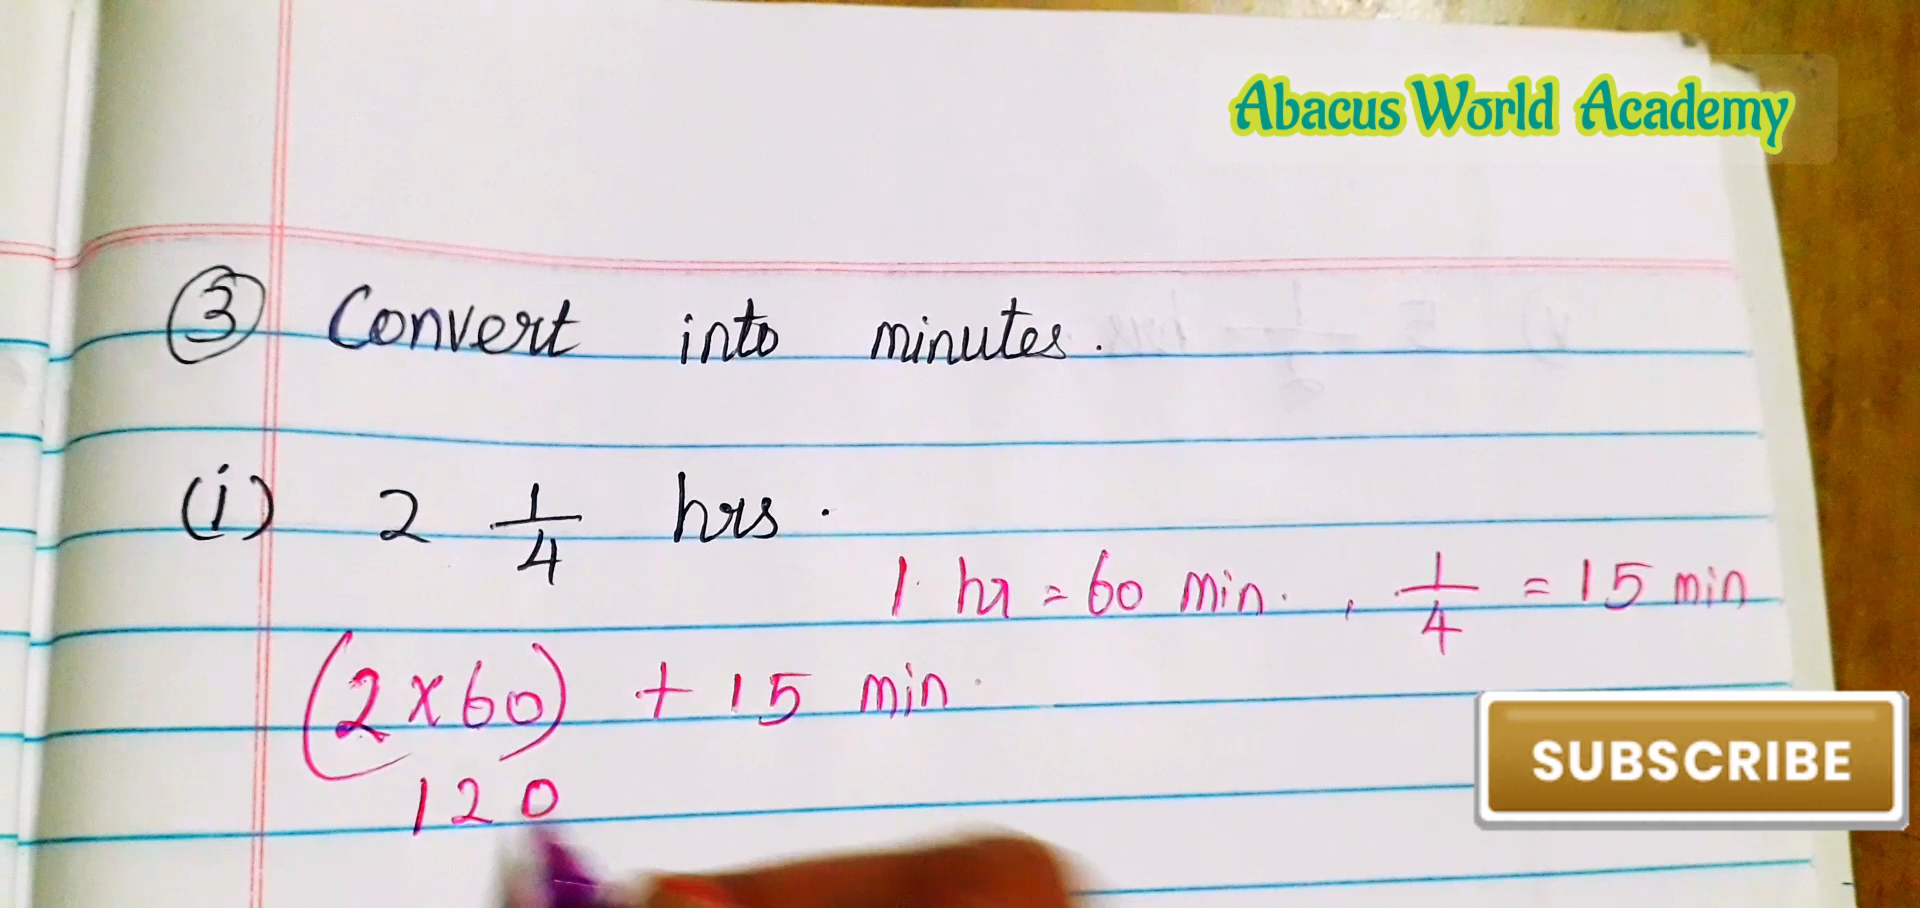 Abacus World Academy
③ Convert into minutes.
(i) 2 1/4 hrs.
1 hr = 60 min. , 1/4 = 15 min
(2 x 60) + 15 min.
SUBSCRIBE
120